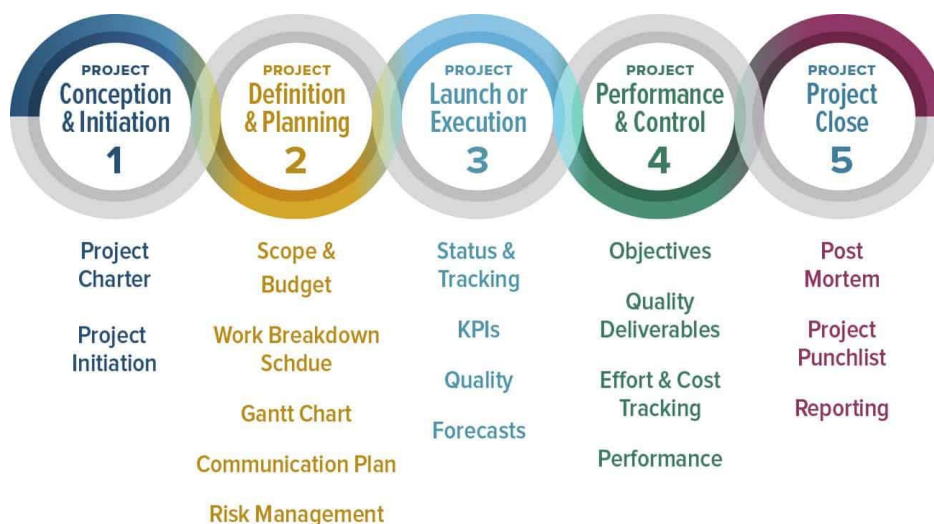 PROJECT
Conception
& Initiation
1
PROJECT
Definition
& Planning
2
PROJECT
Launch or
Execution
3
PROJECT
Performance
& Control
4
PROJECT
Project
Close
5
Project
Charter
Project
Initiation
Scope &
Budget
Work Breakdown
Schdue
Gantt Chart
Communication Plan
Risk Management
Status &
Tracking
KPIs
Quality
Forecasts
Objectives
Quality
Deliverables
Effort & Cost
Tracking
Performance
Post
Mortem
Project
Punchlist
Reporting